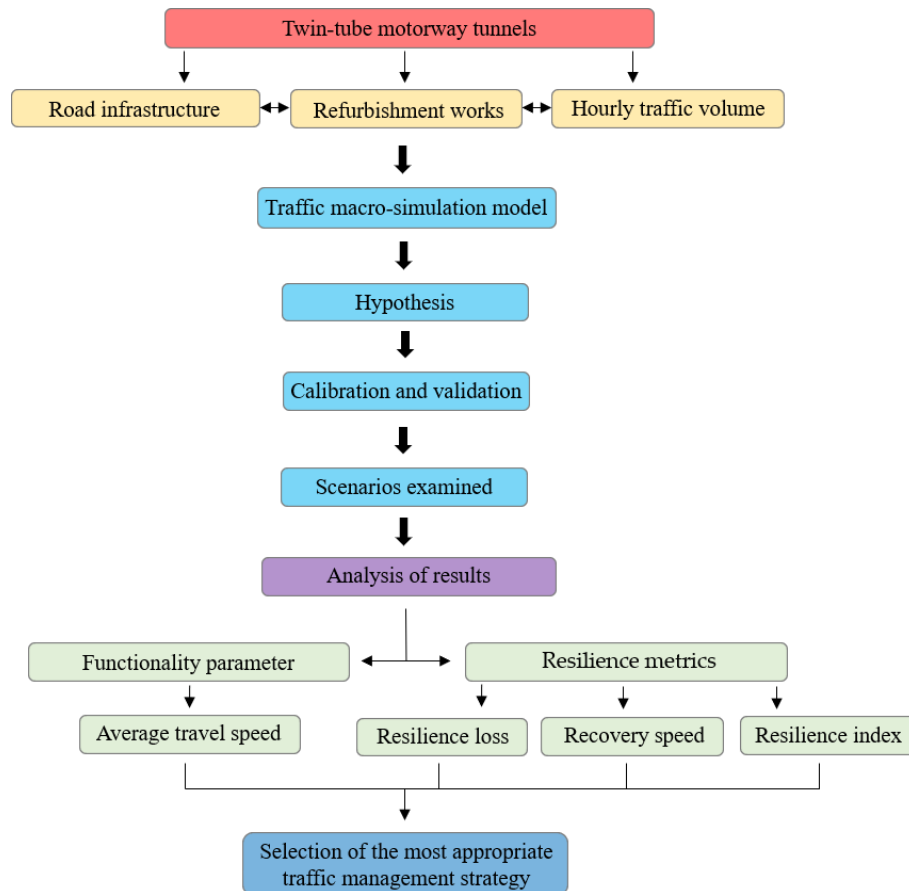 Twin-tube motorway tunnels
Road infrastructure
Refurbishment works
Hourly traffic volume
Traffic macro-simulation model
Hypothesis
Calibration and validation
Scenarios examined
Analysis of results
Functionality parameter
Resilience metrics
Average travel speed
Resilience loss
Recovery speed
Resilience index
Selection of the most appropriate
traffic management strategy